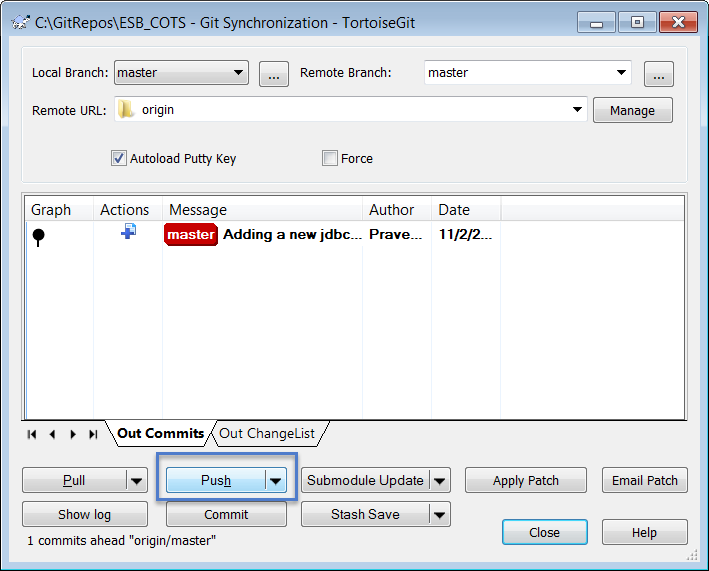 C:\GitRepos\ESB_COTS - Git Synchronization - TortoiseGit
Local Branch: master ... Remote Branch: master ...
Remote URL: origin Manage
Autoload Putty Key Force
Graph Actions Message Author Date
master Adding a new jdbc... Prave... 11/2/2...
Out Commits Out ChangeList
Pull Push Submodule Update Apply Patch Email Patch
Show log Commit Stash Save
Close Help
1 commits ahead "origin/master"